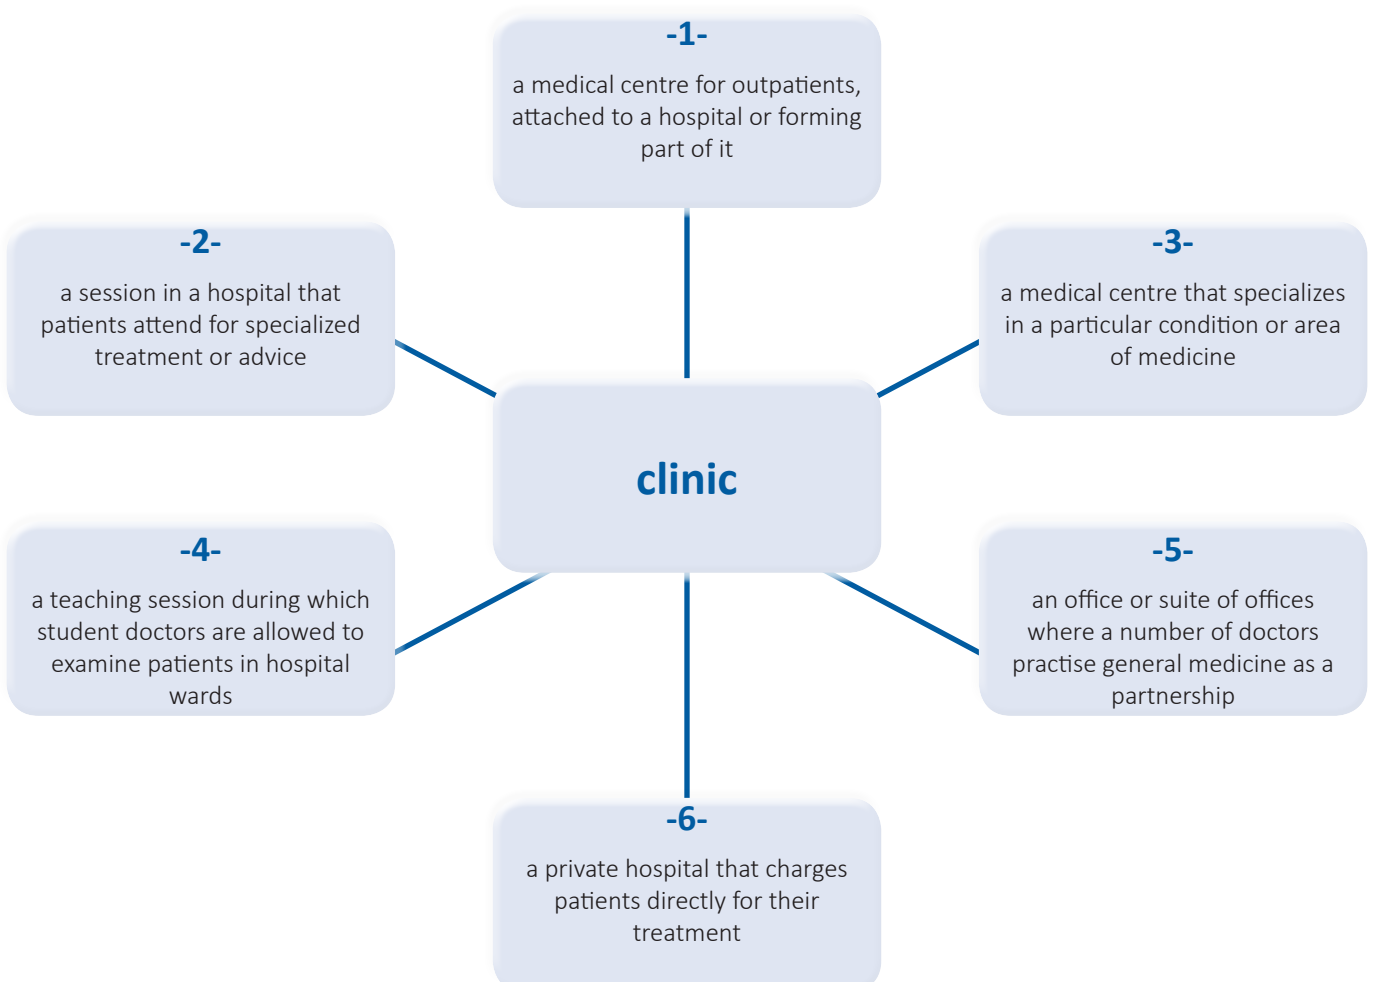 -1-
a medical centre for outpatients,
attached to a hospital or forming
part of it
-2-
a session in a hospital that
patients attend for specialized
treatment or advice
-3-
a medical centre that specializes
in a particular condition or area
of medicine
clinic
-4-
a teaching session during which
student doctors are allowed to
examine patients in hospital
wards
-5-
an office or suite of offices
where a number of doctors
practise general medicine as a
partnership
-6-
a private hospital that charges
patients directly for their
treatment